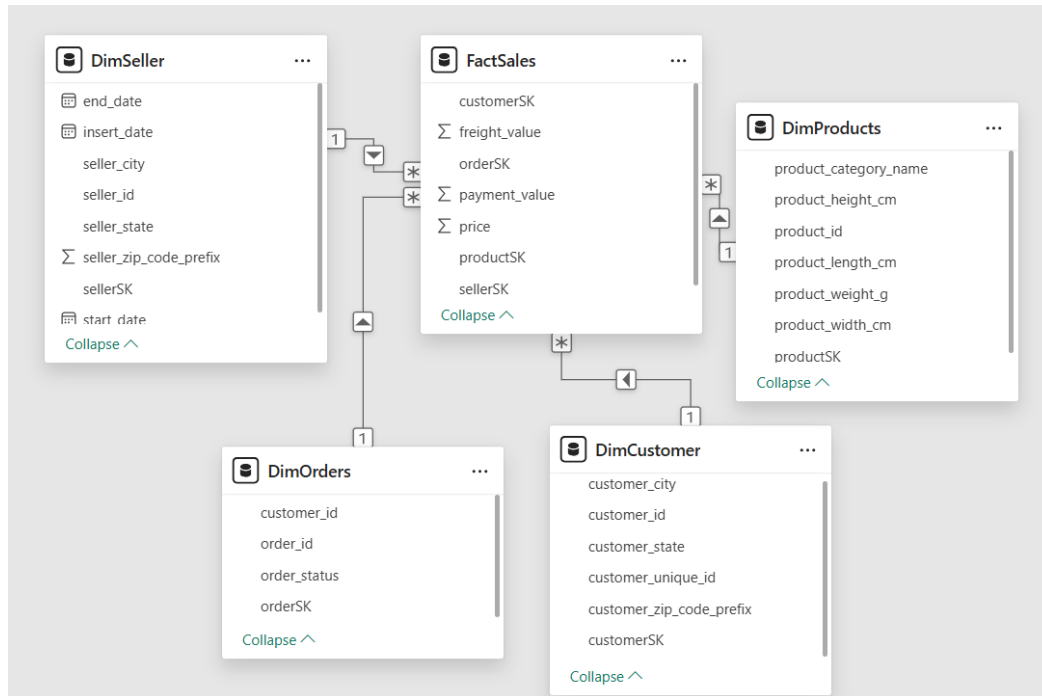 DimSeller
end_date
insert_date
seller_city
seller_id
seller_state
Σ seller_zip_code_prefix
sellerSK
start_date
Collapse
FactSales
customerSK
Σ freight_value
orderSK
Σ payment_value
Σ price
productSK
sellerSK
Collapse
DimProducts
product_category_name
product_height_cm
product_id
product_length_cm
product_weight_g
product_width_cm
productSK
Collapse
1
*
*
1
*
1
*
1
DimOrders
customer_id
order_id
order_status
orderSK
Collapse
DimCustomer
customer_city
customer_id
customer_state
customer_unique_id
customer_zip_code_prefix
customerSK
Collapse